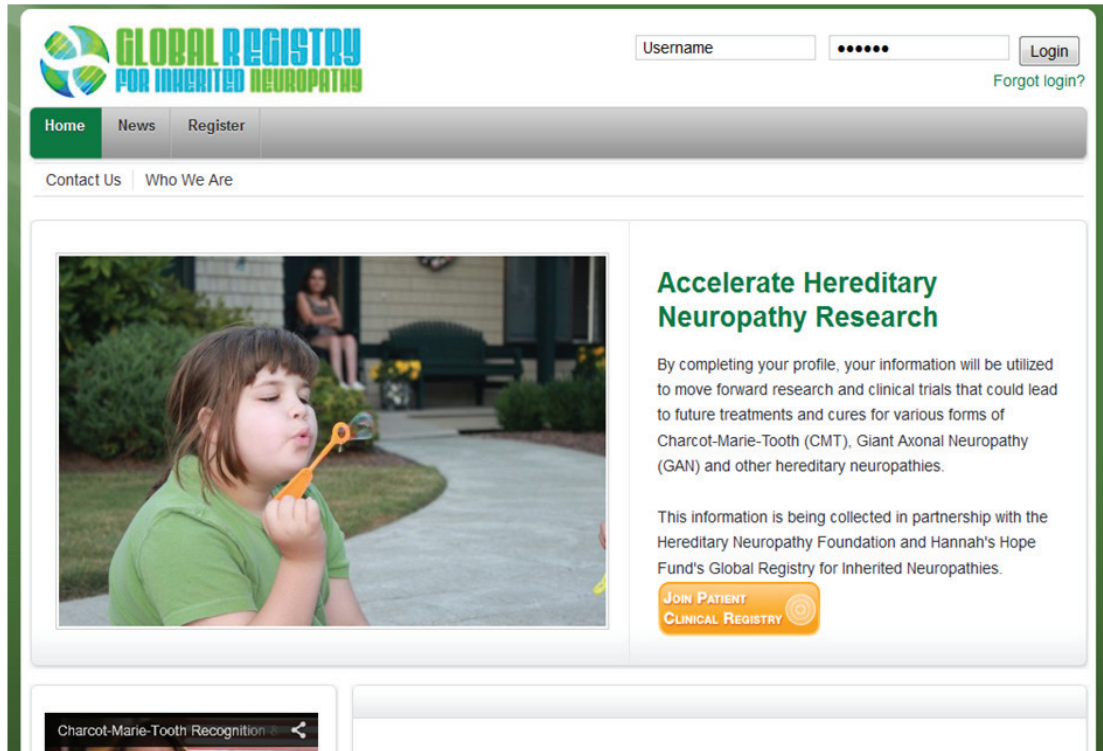 GLOBAL REGISTRY
FOR INHERITED NEUROPATHY
Username
••••••
Login
Forgot login?
Home
News
Register
Contact Us
Who We Are
Accelerate Hereditary
Neuropathy Research
By completing your profile, your information will be utilized
to move forward research and clinical trials that could lead
to future treatments and cures for various forms of
Charcot-Marie-Tooth (CMT), Giant Axonal Neuropathy
(GAN) and other hereditary neuropathies.
This information is being collected in partnership with the
Hereditary Neuropathy Foundation and Hannah's Hope
Fund's Global Registry for Inherited Neuropathies.
JOIN PATIENT
CLINICAL REGISTRY
Charcot-Marie-Tooth Recognition &